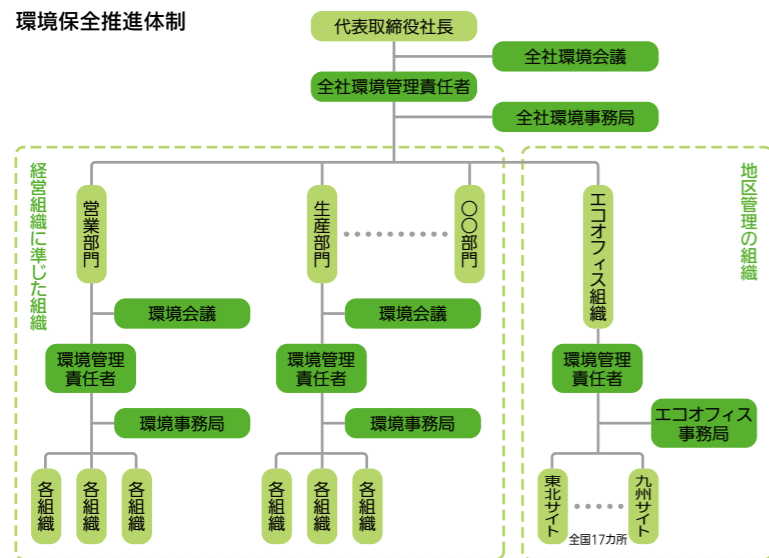 環境保全推進体制
代表取締役社長
全社環境会議
全社環境管理責任者
全社環境事務局
経営組織に準じた組織
地区管理の組織
営業部門
生産部門
〇〇部門
エコオフィス組織
環境会議
環境会議
環境管理
責任者
環境管理
責任者
環境管理
責任者
環境事務局
環境事務局
エコオフィス
事務局
各組織
各組織
各組織
各組織
各組織
各組織
東北サイト
九州サイト
全国17カ所